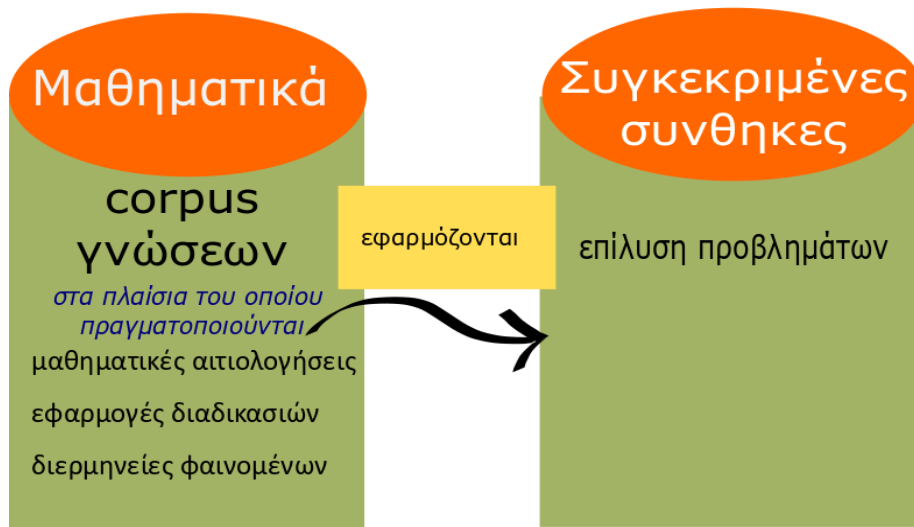 Μαθηματικά
corpus
γνώσεων
στα πλαίσια του οποίου
πραγματοποιούνται
μαθηματικές αιτιολογήσεις
εφαρμογές διαδικασιών
διερμηνείες φαινομένων
εφαρμόζονται
Συγκεκριμένες
συνθηκες
επίλυση προβλημάτων